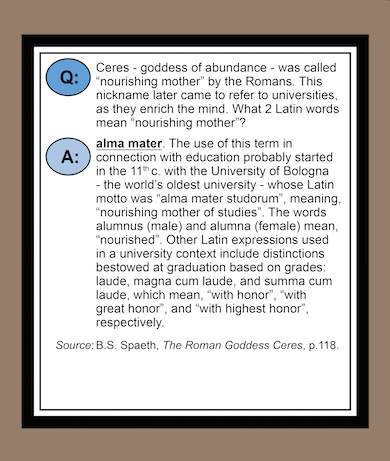 Q:
Ceres - goddess of abundance - was called
“nourishing mother” by the Romans. This
nickname later came to refer to universities,
as they enrich the mind. What 2 Latin words
mean “nourishing mother”?
A:
alma mater. The use of this term in
connection with education probably started
in the 11th c. with the University of Bologna
- the world’s oldest university - whose Latin
motto was “alma mater studorum”, meaning,
“nourishing mother of studies”. The words
alumnus (male) and alumna (female) mean,
“nourished”. Other Latin expressions used
in a university context include distinctions
bestowed at graduation based on grades:
laude, magna cum laude, and summa cum
laude, which mean, “with honor”, “with
great honor”, and “with highest honor”,
respectively.
Source: B.S. Spaeth, The Roman Goddess Ceres, p.118.